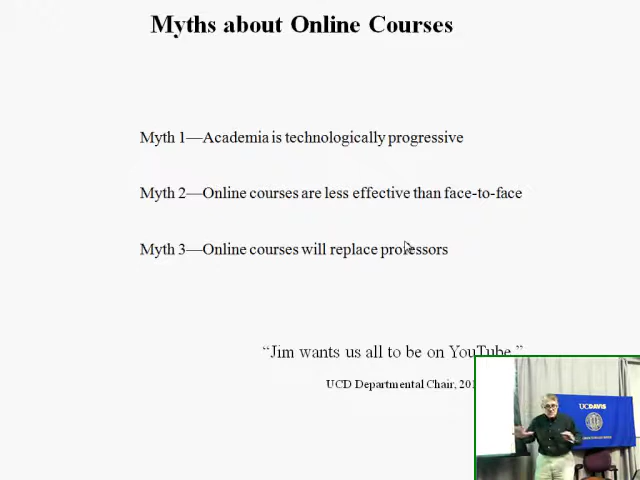 Myths about Online Courses
Myth 1—Academia is technologically progressive
Myth 2—Online courses are less effective than face-to-face
Myth 3—Online courses will replace professors
“Jim wants us all to be on YouTube.”
UCD Departmental Chair,
UCDAVIS